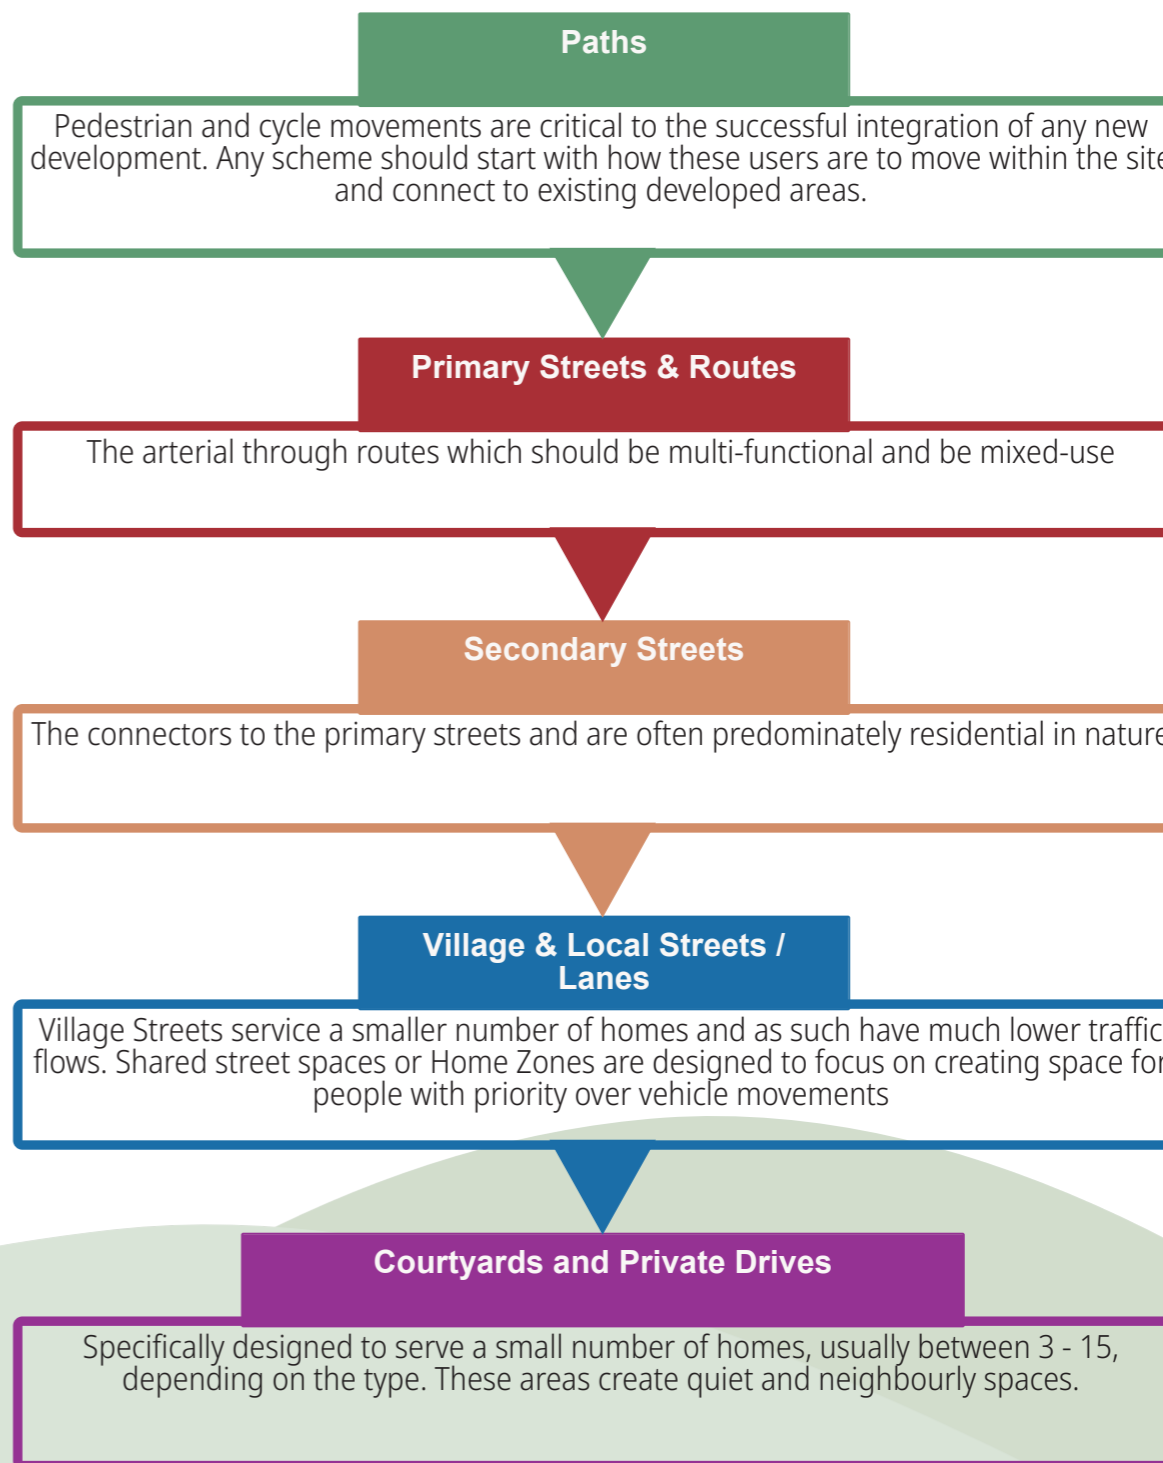 Paths
Pedestrian and cycle movements are critical to the successful integration of any new
development. Any scheme should start with how these users are to move within the site
and connect to existing developed areas.
Primary Streets & Routes
The arterial through routes which should be multi-functional and be mixed-use
Secondary Streets
The connectors to the primary streets and are often predominately residential in nature
Village & Local Streets /
Lanes
Village Streets service a smaller number of homes and as such have much lower traffic
flows. Shared street spaces or Home Zones are designed to focus on creating space for
people with priority over vehicle movements
Courtyards and Private Drives
Specifically designed to serve a small number of homes, usually between 3 - 15,
depending on the type. These areas create quiet and neighbourly spaces.